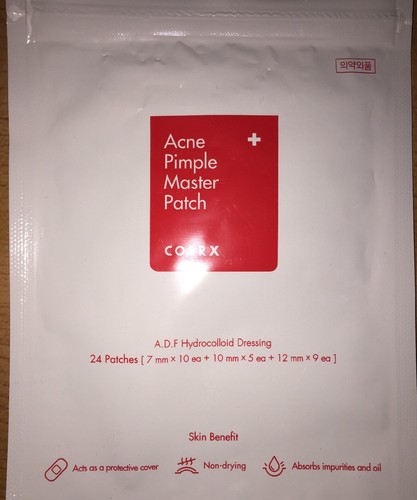 의약외품
Acne
Pimple
Master
Patch
COSRX
A.D.F Hydrocolloid Dressing
24 Patches [ 7 mm × 10 ea + 10 mm × 5 ea + 12 mm × 9 ea ]
Skin Benefit
Acts as a protective cover
Non-drying
Absorbs impurities and oil